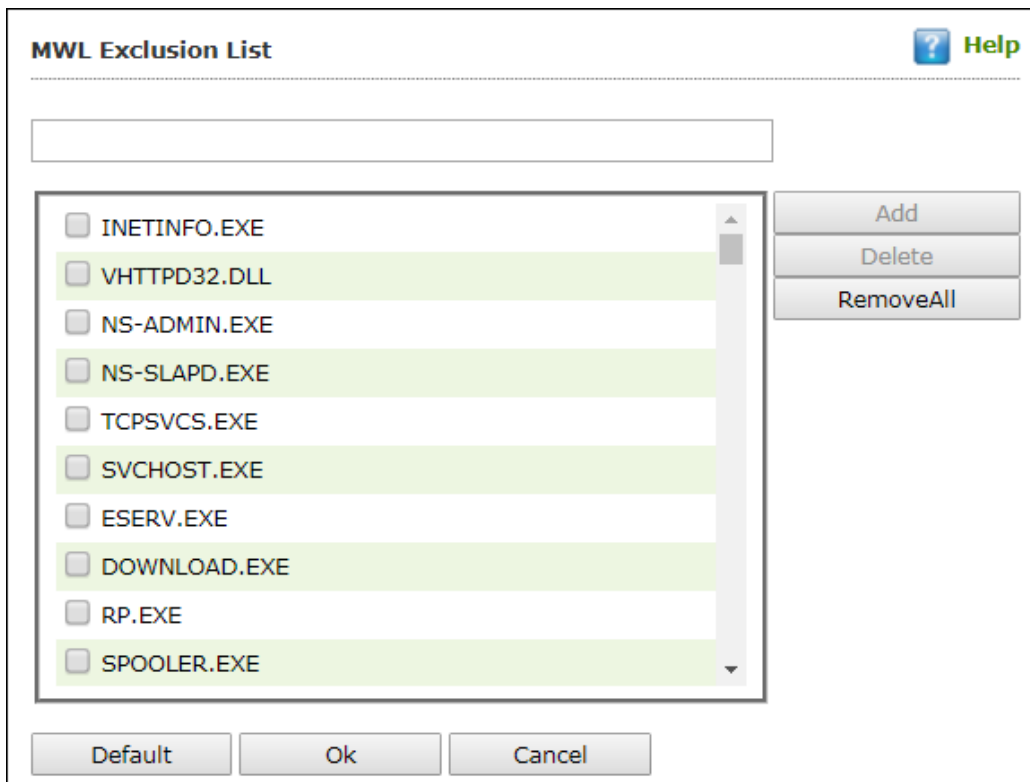 MWL Exclusion List
? Help
INETINFO.EXE
VHTTPD32.DLL
NS-ADMIN.EXE
NS-SLAPD.EXE
TCPSVCS.EXE
SVCHOST.EXE
ESERV.EXE
DOWNLOAD.EXE
RP.EXE
SPOOLER.EXE
Add
Delete
RemoveAll
Default Ok Cancel